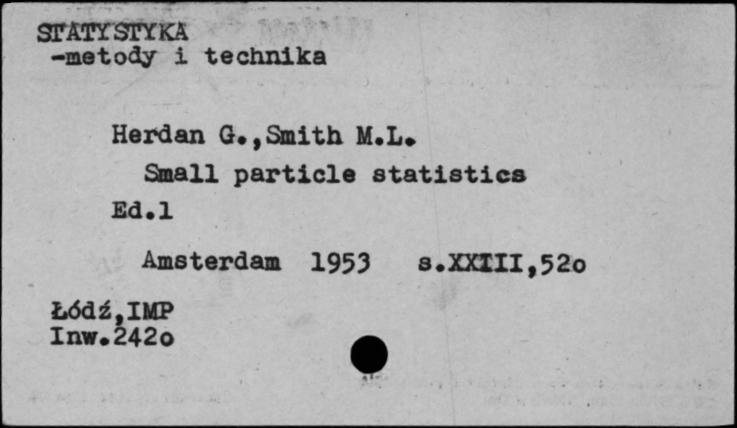 STATYSTYKA
-metody i technika
Herdan G.,Smith M.L.
Small particle statistics
Ed.1
Amsterdam 1953 s.XXIII,52o
Łódź,IMP
Inw.242o